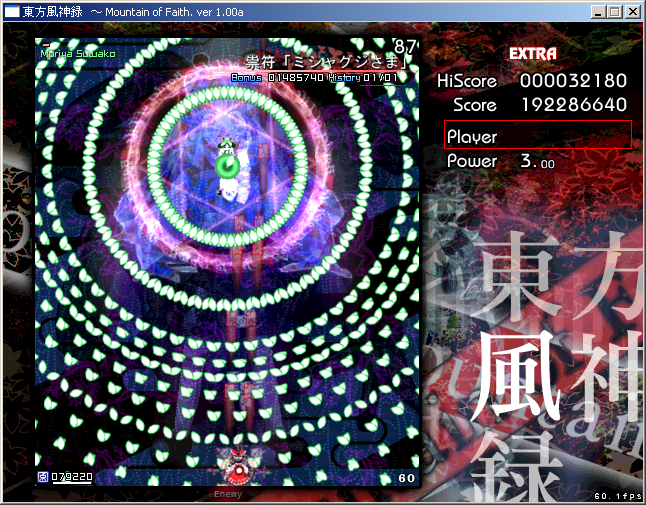 東方風神録 ～ Mountain of Faith. ver 1.00a
Moriya Suwako
87
祟符「ミシャグジさま」
Bonus 01485740 History 01/01
EXTRA
HiScore 000032180
Score 192286640
Player
Power 3.00
東方
風神
録
079220
60
Enemy
60.1fps